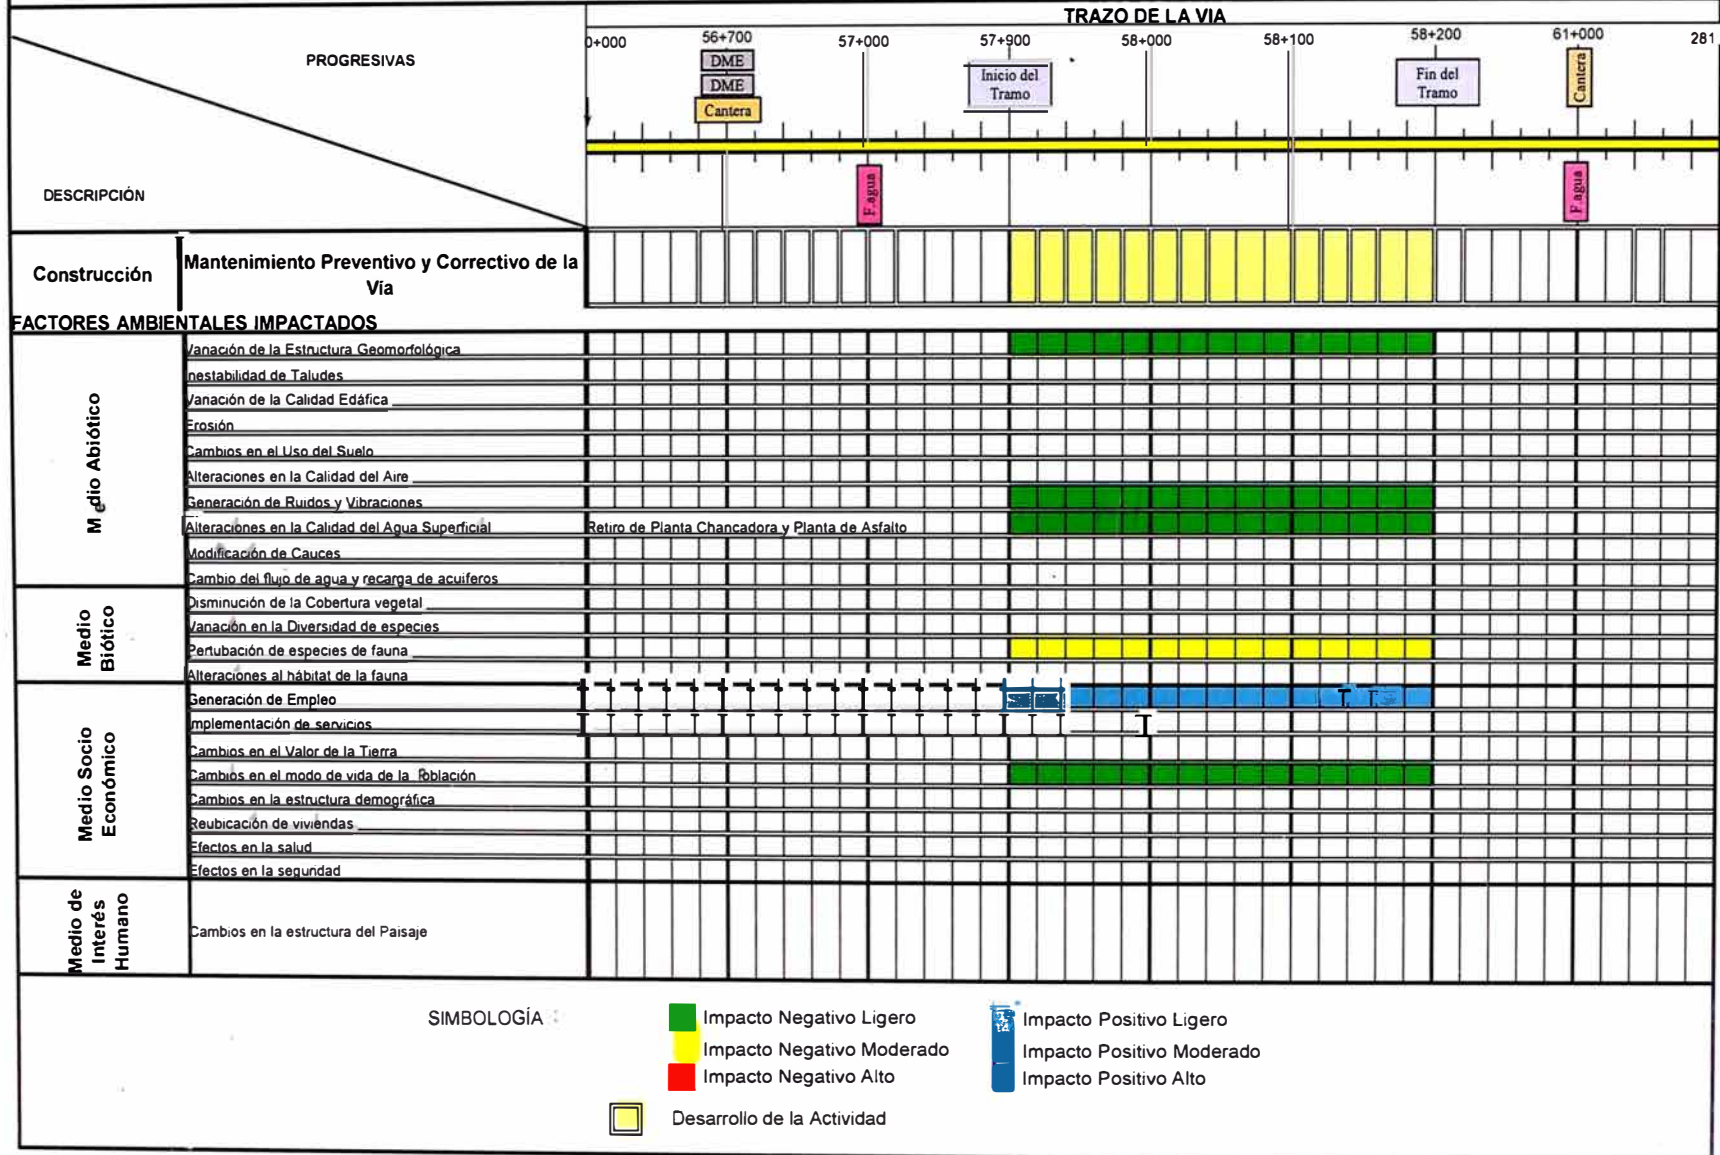 TRAZO DE LA VIA
PROGRESIVAS
0+000
56+700
57+000
57+900
58+000
58+100
58+200
61+000
281
DME
DME
Cantera
Inicio del
Tramo
Fin del
Tramo
Cantera
DESCRIPCIÓN
F.agua
F.agua
Construcción
Mantenimiento Preventivo y Correctivo de la
Via
FACTORES AMBIENTALES IMPACTADOS
Medio Abiótico
Vanación de la Estructura Geomorfológica
nestabilidad de Taludes
Vanación de la Calidad Edáfica
Erosión
Cambios en el Uso del Suelo
Alteraciones en la Calidad del Aire
Generación de Ruidos y Vibraciones
Alteraciones en la Calidad del Agua Superficial
Retiro de Planta Chancadora y Planta de Asfalto
Modificación de Cauces
Cambio del flujo de agua y recarga de acuiferos
Medio
Biótico
Disminución de la Cobertura vegetal
Vanación en la Diversidad de especies
Pertubación de especies de fauna
Alteraciones al hábitat de la fauna
Medio Socio
Económico
Generación de Empleo
Implementación de servicios
Cambios en el Valor de la Tierra
Cambios en el modo de vida de la Población
Cambios en la estructura demográfica
Reubicación de viviendas
Efectos en la salud
Efectos en la seguridad
Medio de
Interés
Humano
Cambios en la estructura del Paisaje
SIMBOLOGÍA :
Impacto Negativo Ligero
Impacto Negativo Moderado
Impacto Negativo Alto
Impacto Positivo Ligero
Impacto Positivo Moderado
Impacto Positivo Alto
Desarrollo de la Actividad